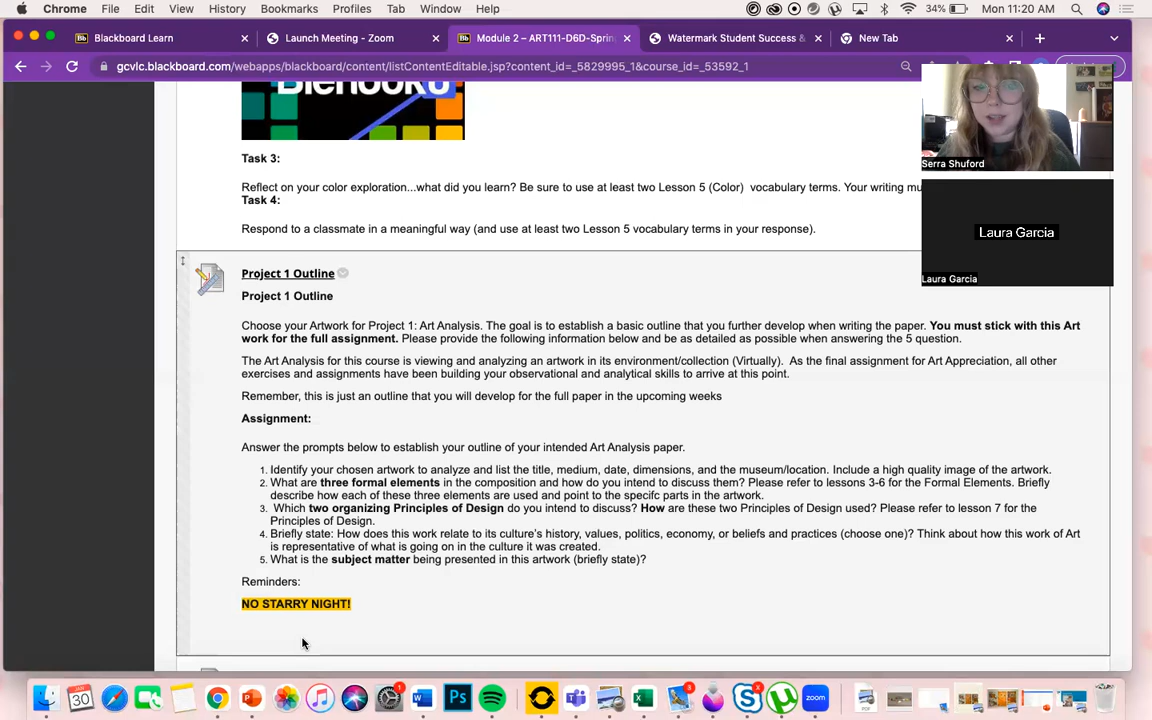 Chrome File Edit View History Bookmarks Profiles Tab Window Help 34% Mon 11:20 AM
Blackboard Learn Launch Meeting - Zoom Module 2 – ART111-D6D-Sprin Watermark Student Success & New Tab
gcvlc.blackboard.com/webapps/blackboard/content/listContentEditable.jsp?content_id=_5829995_1&course_id=_53592_1
Serra Shuford
Laura Garcia
Laura Garcia
Task 3:
Reflect on your color exploration...what did you learn? Be sure to use at least two Lesson 5 (Color) vocabulary terms. Your writing mu
Task 4:
Respond to a classmate in a meaningful way (and use at least two Lesson 5 vocabulary terms in your response).
Project 1 Outline
Project 1 Outline
Choose your Artwork for Project 1: Art Analysis. The goal is to establish a basic outline that you further develop when writing the paper. You must stick with this Art
work for the full assignment. Please provide the following information below and be as detailed as possible when answering the 5 question.
The Art Analysis for this course is viewing and analyzing an artwork in its environment/collection (Virtually). As the final assignment for Art Appreciation, all other
exercises and assignments have been building your observational and analytical skills to arrive at this point.
Remember, this is just an outline that you will develop for the full paper in the upcoming weeks
Assignment:
Answer the prompts below to establish your outline of your intended Art Analysis paper.
1. Identify your chosen artwork to analyze and list the title, medium, date, dimensions, and the museum/location. Include a high quality image of the artwork.
2. What are three formal elements in the composition and how do you intend to discuss them? Please refer to lessons 3-6 for the Formal Elements. Briefly
describe how each of these three elements are used and point to the specifc parts in the artwork.
3. Which two organizing Principles of Design do you intend to discuss? How are these two Principles of Design used? Please refer to lesson 7 for the
Principles of Design.
4. Briefly state: How does this work relate to its culture's history, values, politics, economy, or beliefs and practices (choose one)? Think about how this work of Art
is representative of what is going on in the culture it was created.
5. What is the subject matter being presented in this artwork (briefly state)?
Reminders:
NO STARRY NIGHT!